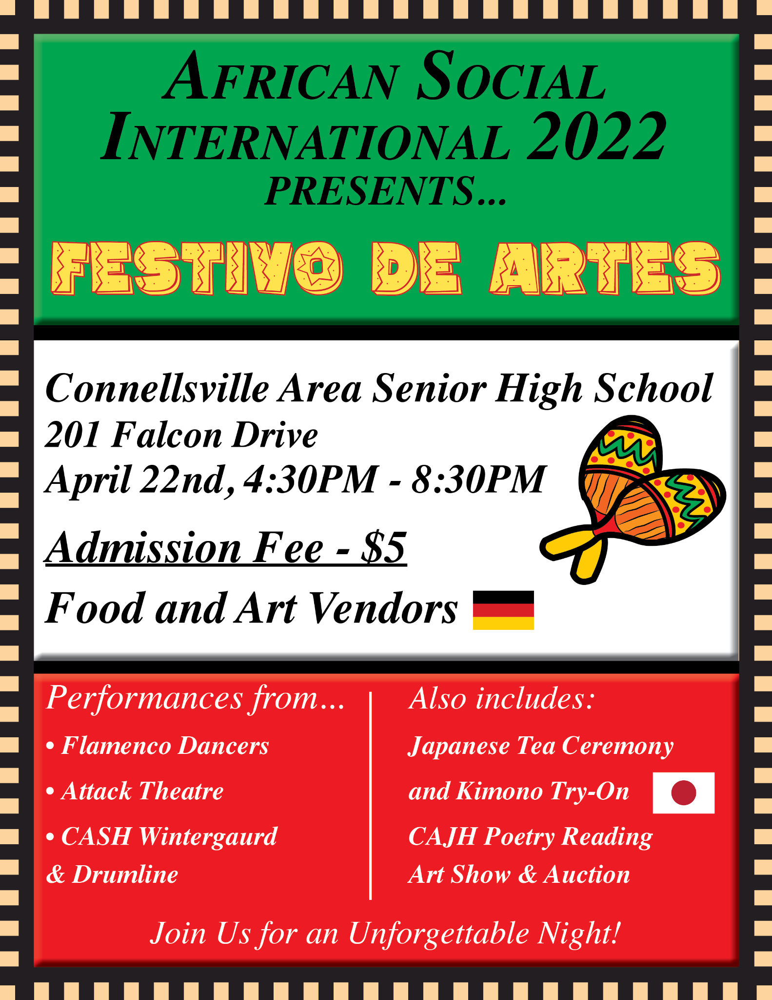 African Social
International 2022
PRESENTS...
FESTIVO DE ARTES
Connellsville Area Senior High School
201 Falcon Drive
April 22nd, 4:30PM - 8:30PM
Admission Fee - $5
Food and Art Vendors
Performances from...
• Flamenco Dancers
• Attack Theatre
• CASH Wintergaurd
& Drumline
Also includes:
Japanese Tea Ceremony
and Kimono Try-On
CAJH Poetry Reading
Art Show & Auction
Join Us for an Unforgettable Night!